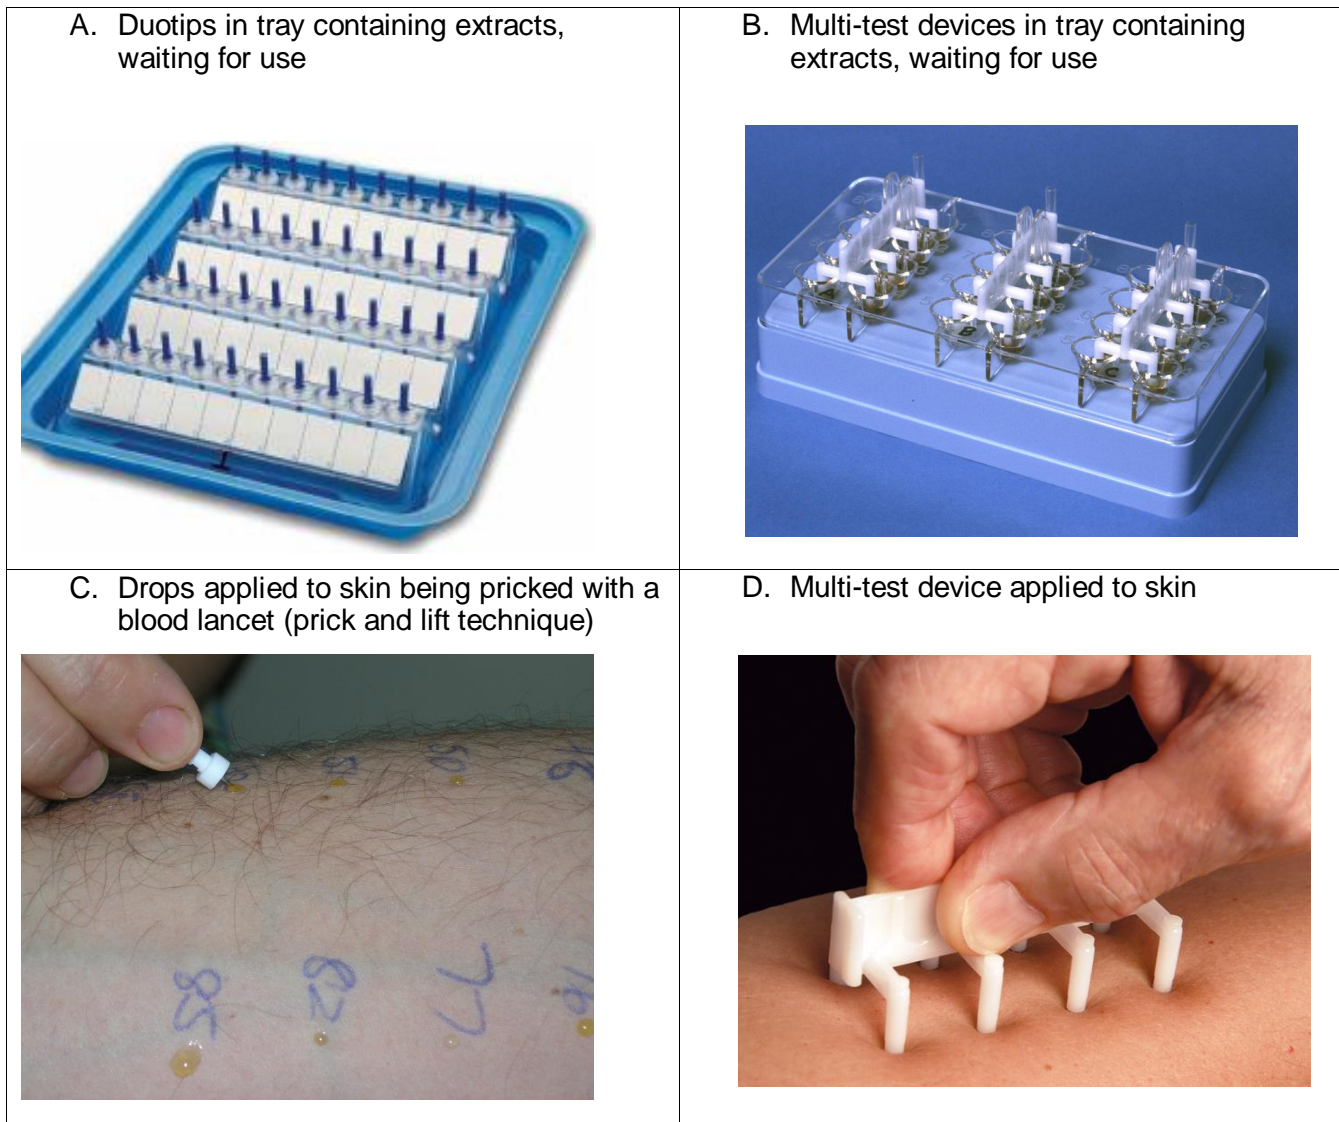 A. Duotips in tray containing extracts,
waiting for use
B. Multi-test devices in tray containing
extracts, waiting for use
C. Drops applied to skin being pricked with a
blood lancet (prick and lift technique)
D. Multi-test device applied to skin
T
B
C
58
62
77